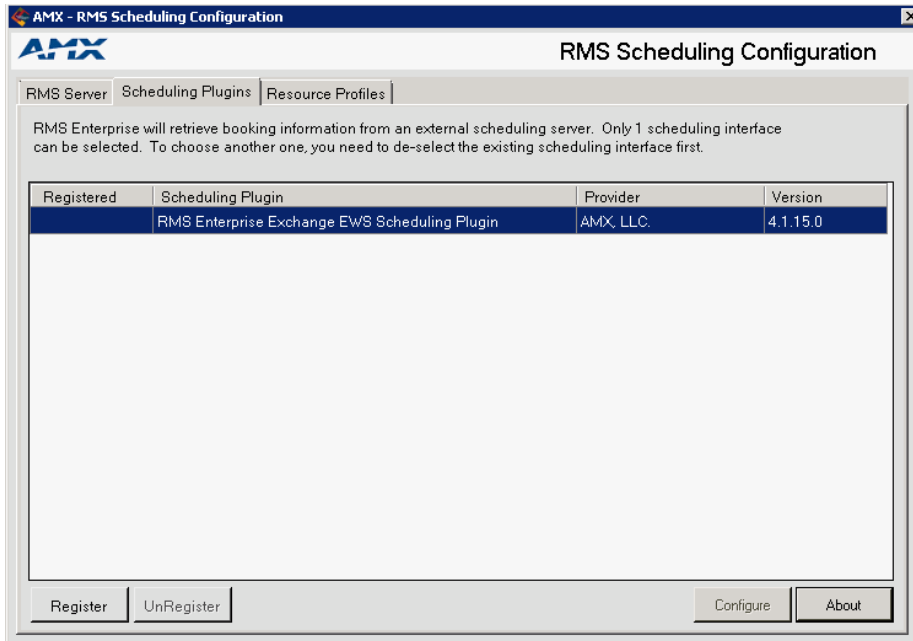 AMX - RMS Scheduling Configuration
AMX
RMS Scheduling Configuration
RMS Server
Scheduling Plugins
Resource Profiles
RMS Enterprise will retrieve booking information from an external scheduling server. Only 1 scheduling interface
can be selected. To choose another one, you need to de-select the existing scheduling interface first.
Registered
Scheduling Plugin
Provider
Version
RMS Enterprise Exchange EWS Scheduling Plugin
AMX, LLC.
4.1.15.0
Register
UnRegister
Configure
About